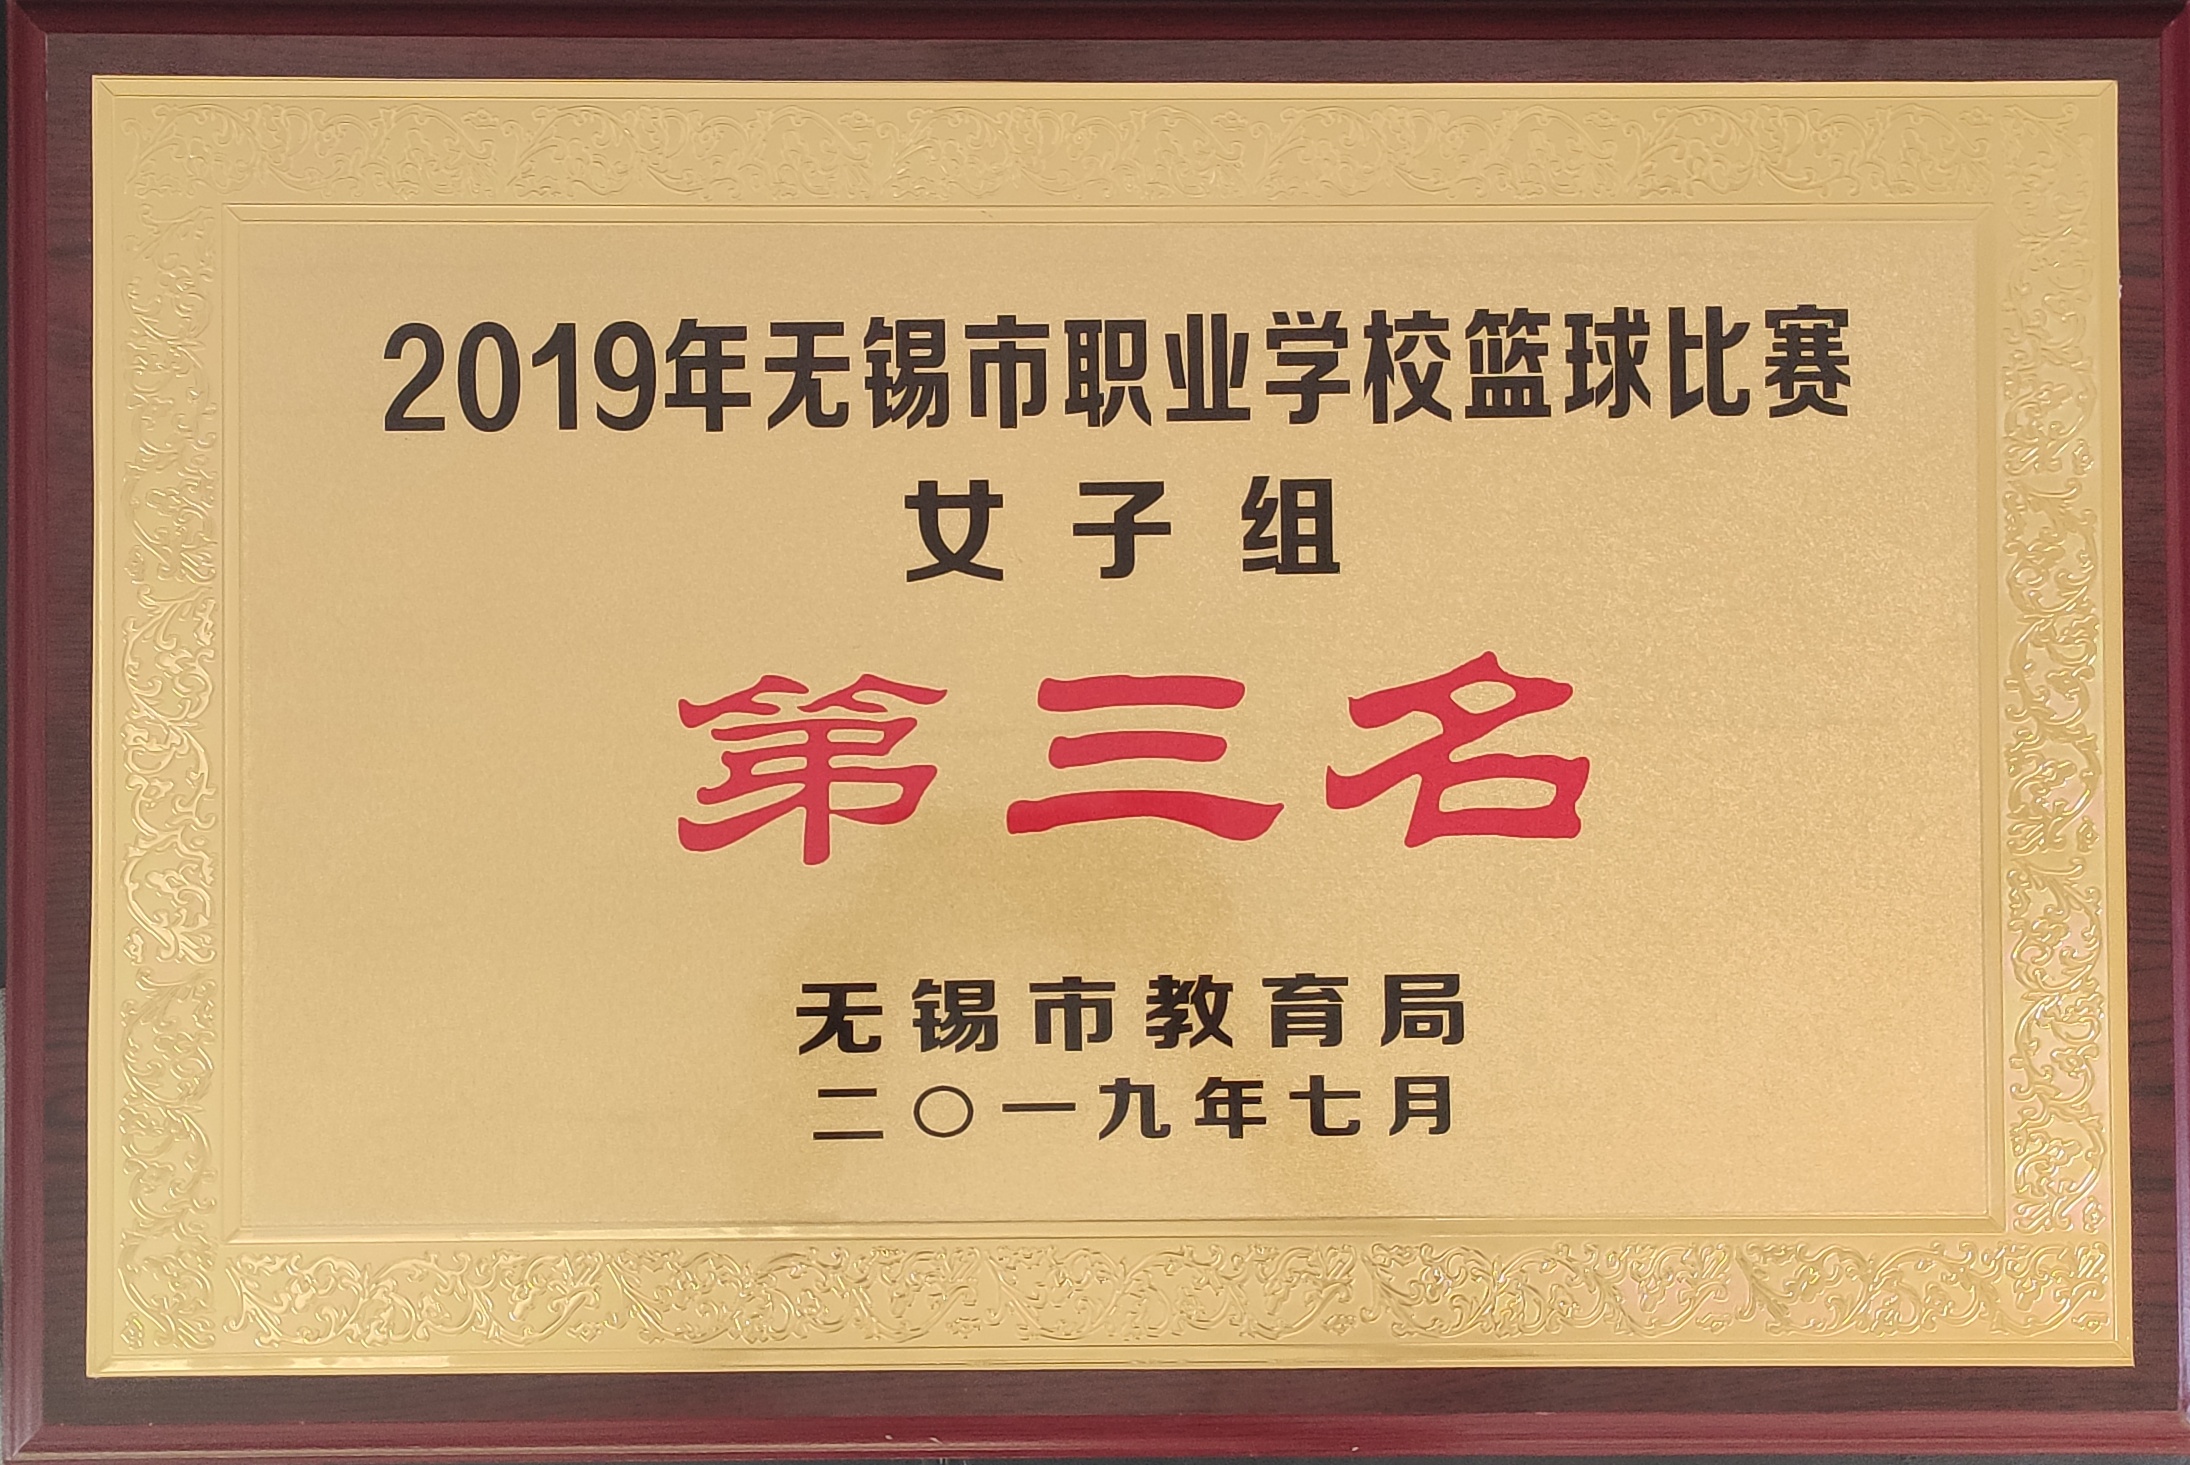 2019年无锡市职业学校篮球比赛
女子组
第三名
无锡市教育局
二〇一九年七月